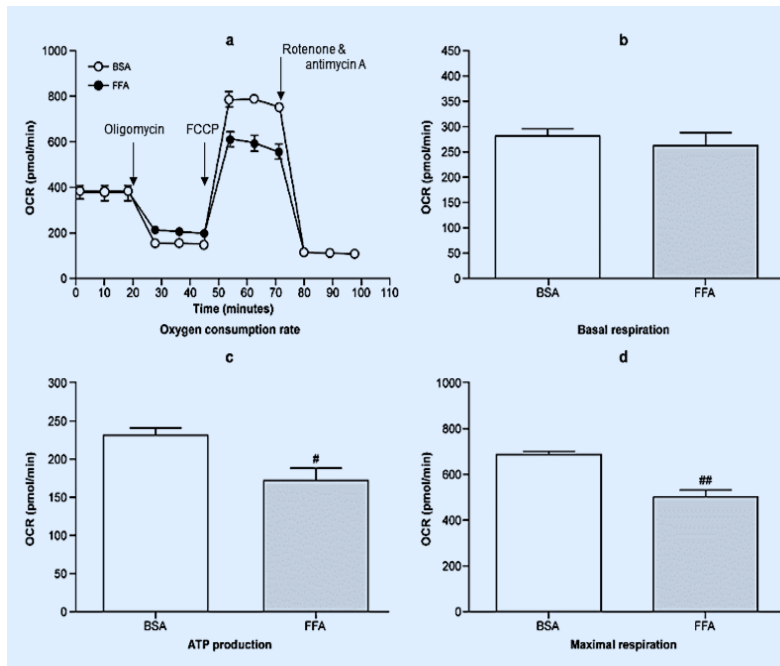 a
Rotenone &
antimycin A
BSA
FFA
Oligomycin
FCCP
OCR (pmol/min)
1000
800
600
400
200
0
0 10 20 30 40 50 60 70 80 90 100 110
Time (minutes)
Oxygen consumption rate
b
OCR (pmol/min)
450
400
350
300
250
200
150
100
50
0
BSA FFA
Basal respiration
c
OCR (pmol/min)
300
250
200
150
100
50
0
#
BSA FFA
ATP production
d
OCR (pmol/min)
1000
800
600
400
200
0
##
BSA FFA
Maximal respiration